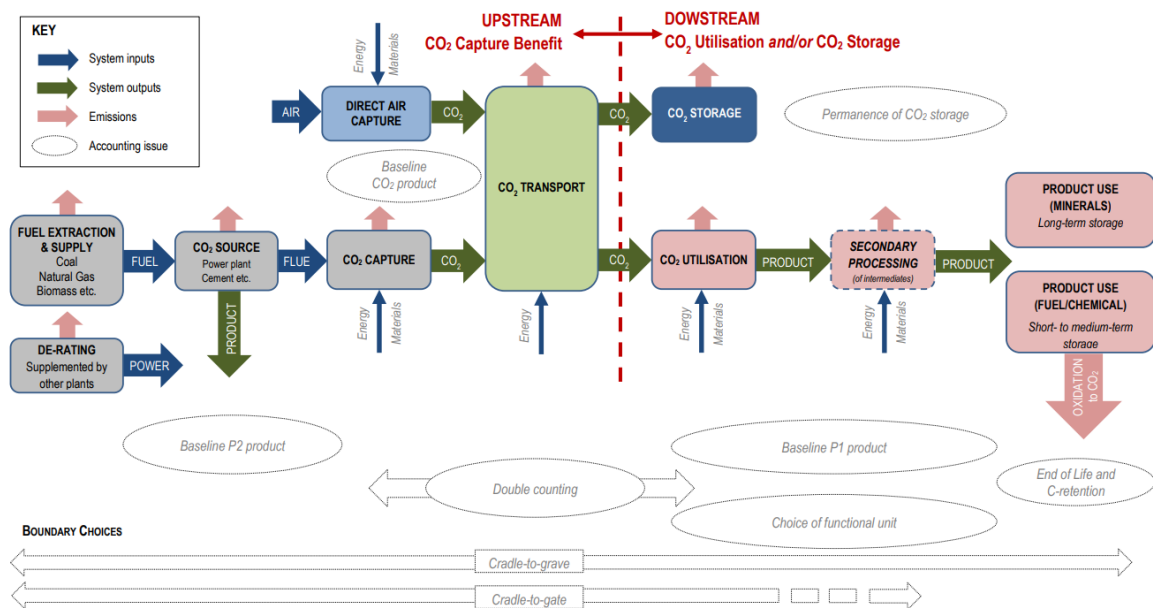 KEY
System inputs
System outputs
Emissions
Accounting issue
UPSTREAM
CO₂ Capture Benefit
DOWSTREAM
CO₂ Utilisation and/or CO₂ Storage
Energy
Materials
AIR
DIRECT AIR
CAPTURE
CO₂
CO₂ TRANSPORT
CO₂
CO₂ STORAGE
Permanence of CO₂ storage
Baseline
CO₂ product
FUEL EXTRACTION
& SUPPLY
Coal
Natural Gas
Biomass etc.
FUEL
CO₂ SOURCE
Power plant
Cement etc.
FLUE
CO₂ CAPTURE
CO₂
CO₂
CO₂ UTILISATION
PRODUCT
SECONDARY
PROCESSING
(of intermediates)
PRODUCT
PRODUCT USE
(MINERALS)
Long-term storage
PRODUCT USE
(FUEL/CHEMICAL)
Short- to medium-term
storage
DE-RATING
Supplemented by
other plants
POWER
PRODUCT
Energy
Materials
Energy
Energy
Materials
Energy
Materials
OXIDATION
to CO₂
Baseline P2 product
Baseline P1 product
Double counting
End of Life and
C-retention
Choice of functional unit
BOUNDARY CHOICES
Cradle-to-grave
Cradle-to-gate